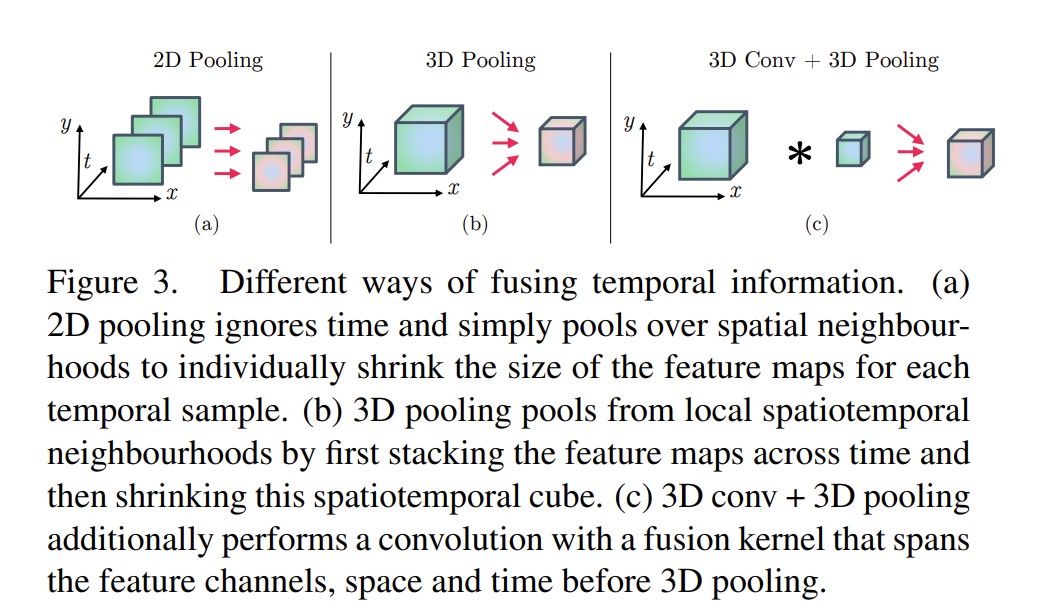 2D Pooling
3D Pooling
3D Conv + 3D Pooling
y
t
x
(a)
y
t
x
(b)
y
t
x
*
(c)
Figure 3. Different ways of fusing temporal information. (a)
2D pooling ignores time and simply pools over spatial neighbour-
hoods to individually shrink the size of the feature maps for each
temporal sample. (b) 3D pooling pools from local spatiotemporal
neighbourhoods by first stacking the feature maps across time and
then shrinking this spatiotemporal cube. (c) 3D conv + 3D pooling
additionally performs a convolution with a fusion kernel that spans
the feature channels, space and time before 3D pooling.